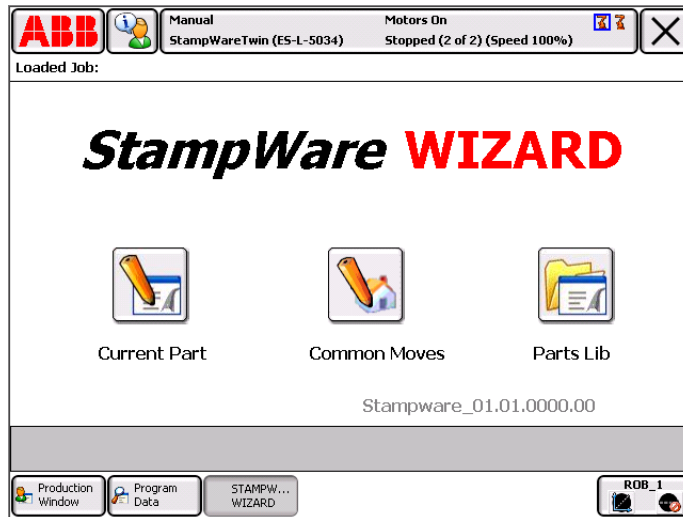 ABB
Manual
Motors On
StampWareTwin (ES-L-5034)
Stopped (2 of 2) (Speed 100%)
Loaded Job:
StampWare WIZARD
Current Part
Common Moves
Parts Lib
Stampware_01.01.0000.00
Production
Window
Program
Data
STAMPW...
WIZARD
ROB_1